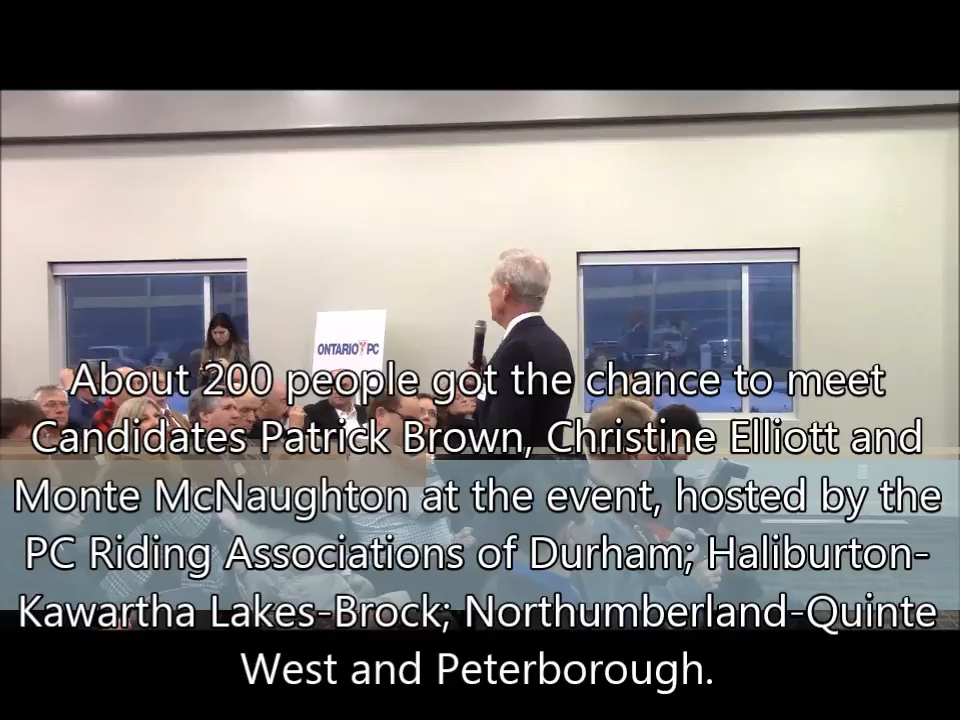 ONTARIO PC
About 200 people got the chance to meet
Candidates Patrick Brown, Christine Elliott and
Monte McNaughton at the event, hosted by the
PC Riding Associations of Durham; Haliburton-
Kawartha Lakes-Brock; Northumberland-Quinte
West and Peterborough.